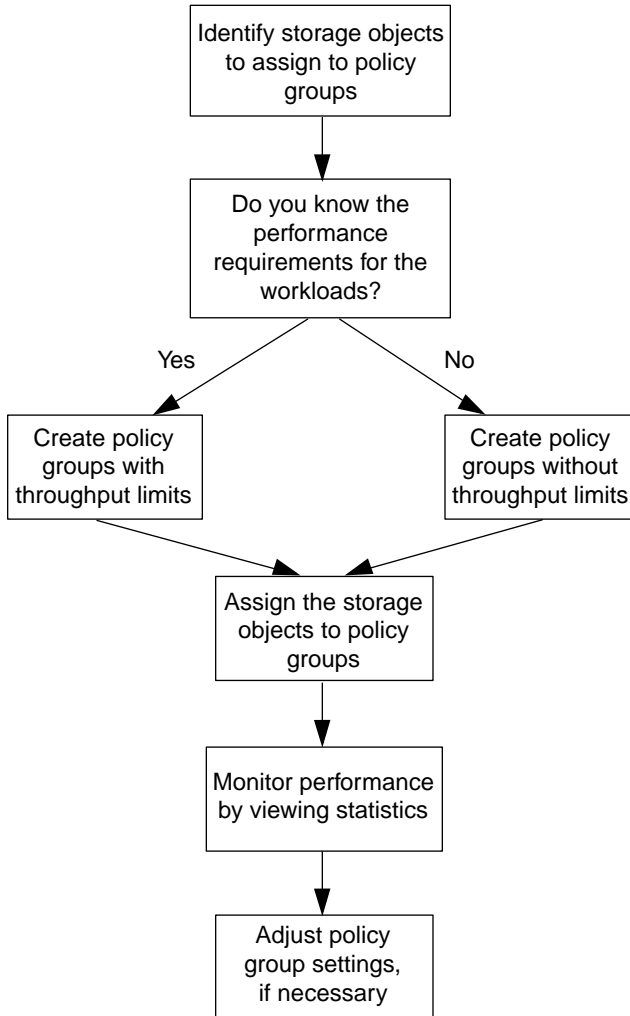 Identify storage objects
to assign to policy
groups
Do you know the
performance
requirements for the
workloads?
Yes
No
Create policy
groups with
throughput limits
Create policy
groups without
throughput limits
Assign the storage
objects to policy
groups
Monitor performance
by viewing statistics
Adjust policy
group settings,
if necessary